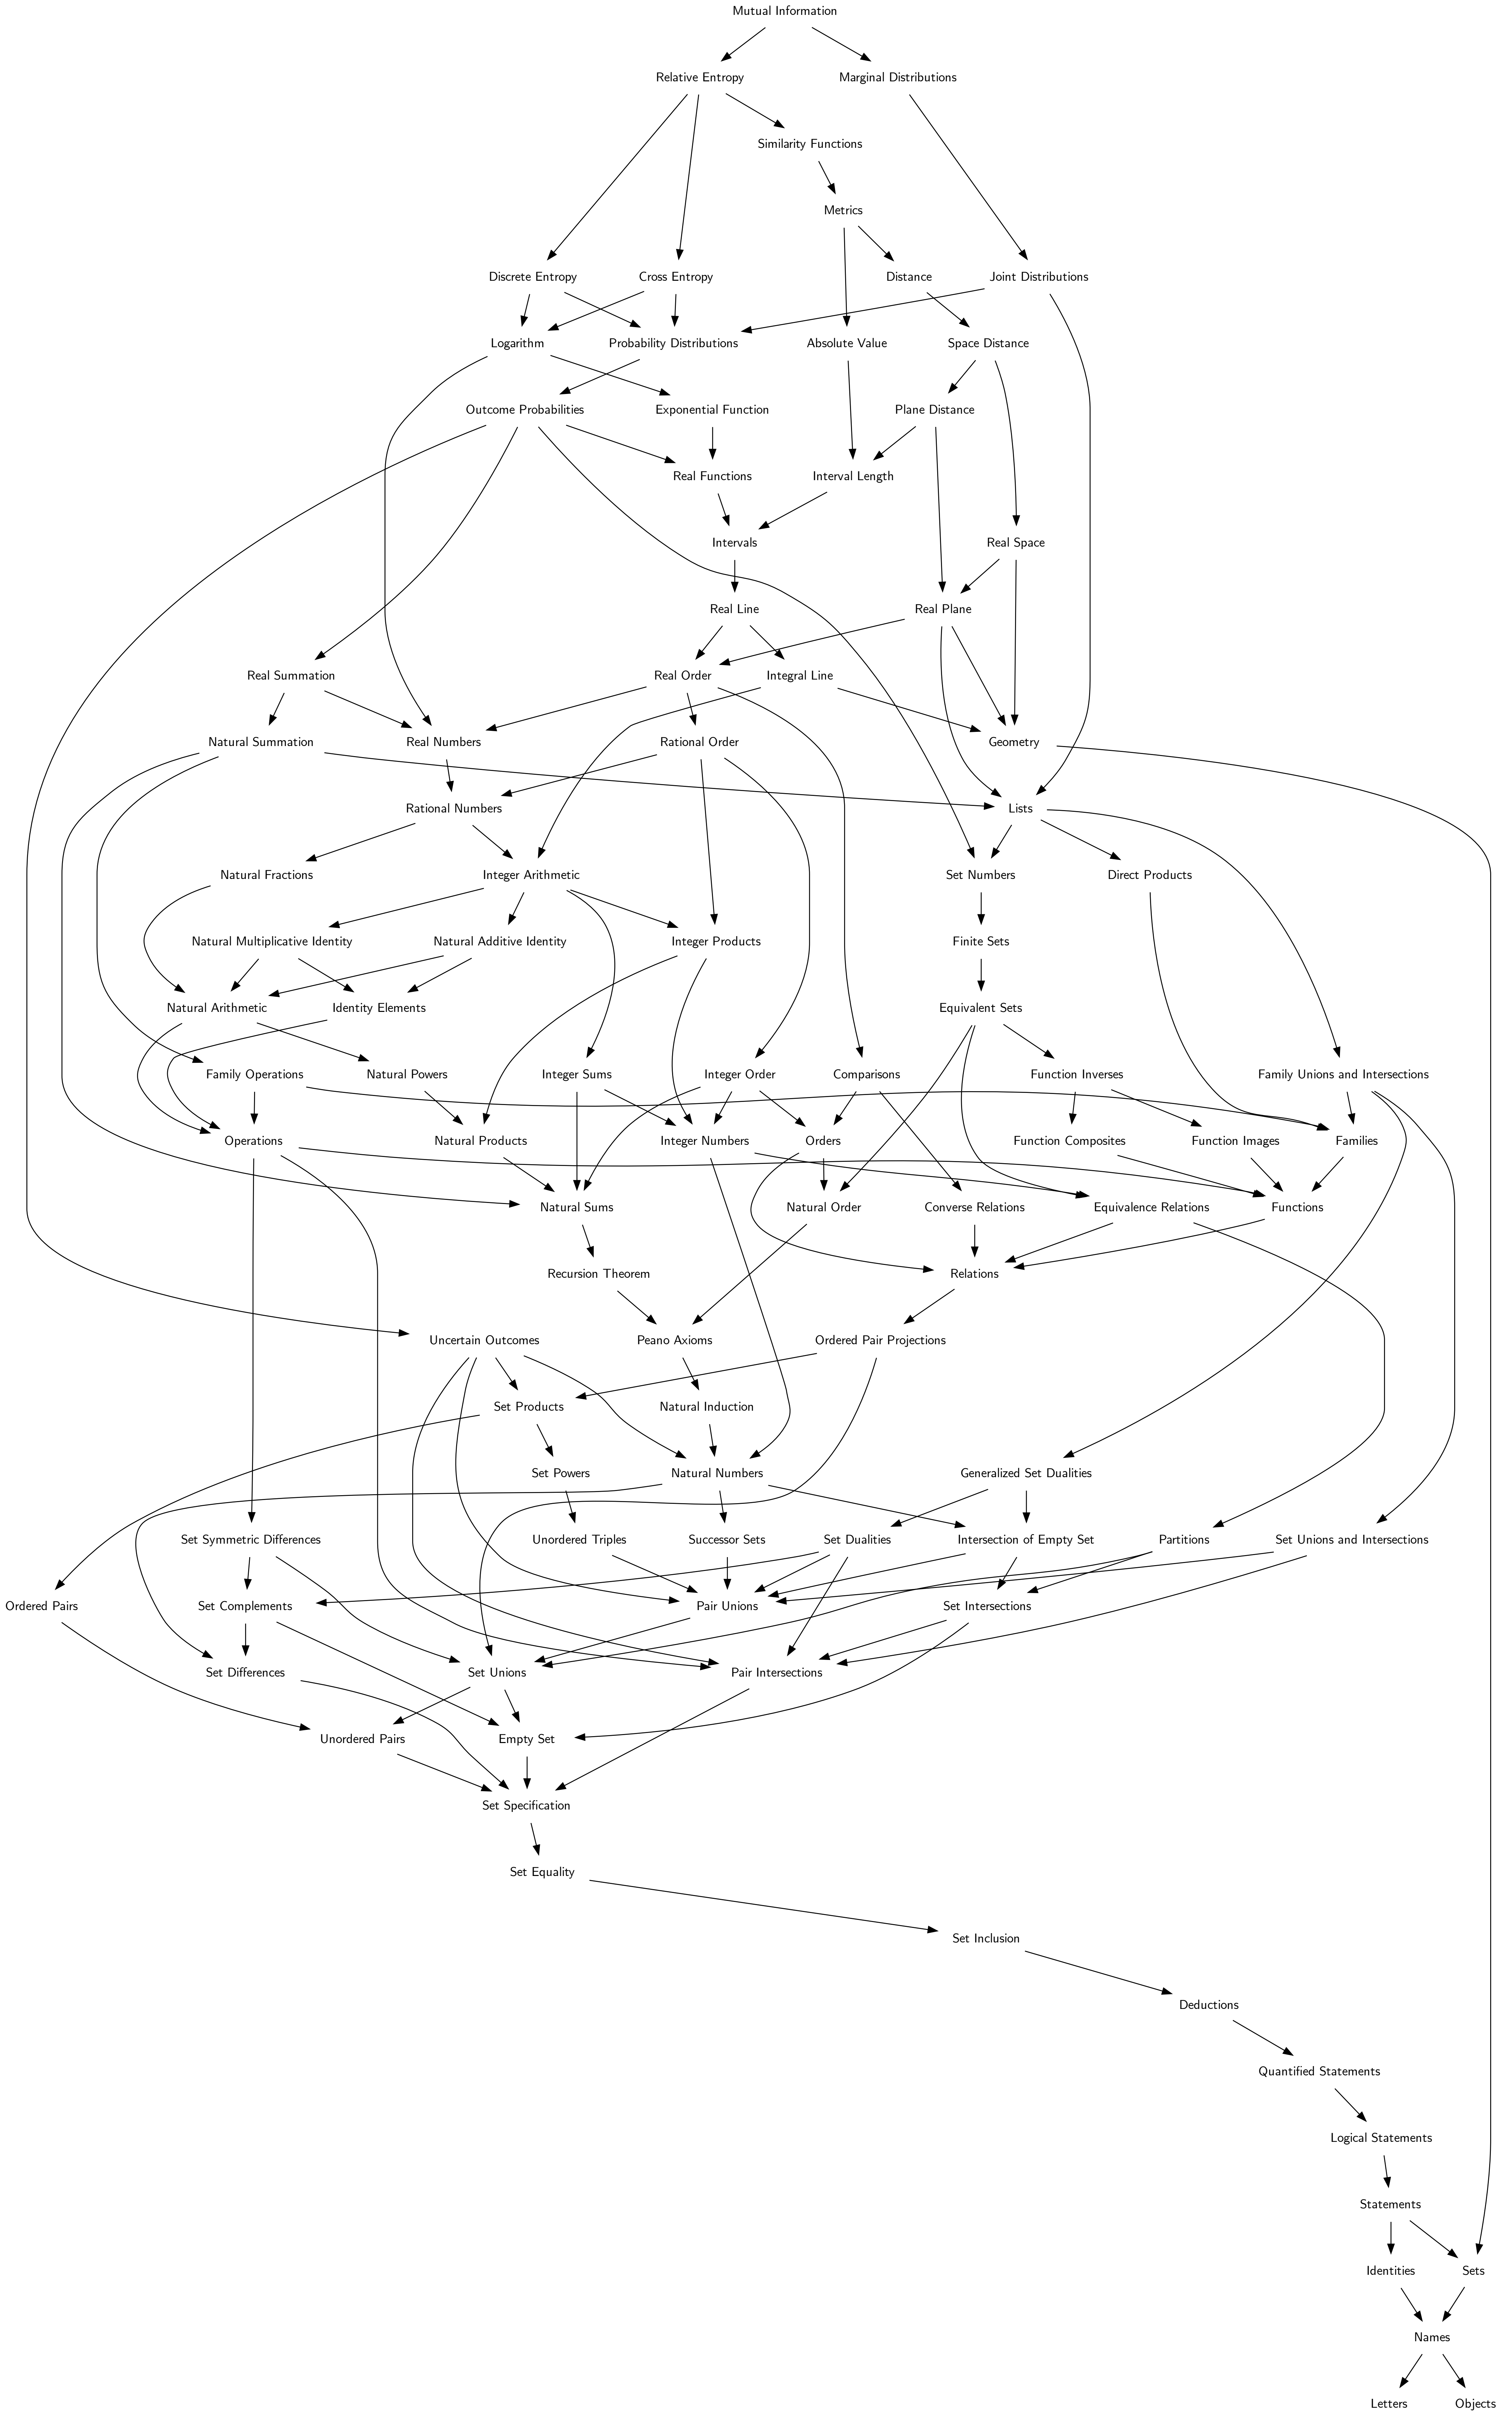 Mutual Information
Relative Entropy
Marginal Distributions
Similarity Functions
Metrics
Discrete Entropy
Cross Entropy
Distance
Joint Distributions
Logarithm
Probability Distributions
Absolute Value
Space Distance
Outcome Probabilities
Exponential Function
Plane Distance
Real Functions
Interval Length
Intervals
Real Space
Real Line
Real Plane
Real Summation
Real Order
Integral Line
Natural Summation
Real Numbers
Rational Order
Geometry
Rational Numbers
Lists
Natural Fractions
Integer Arithmetic
Set Numbers
Direct Products
Natural Multiplicative Identity
Natural Additive Identity
Integer Products
Finite Sets
Natural Arithmetic
Identity Elements
Equivalent Sets
Family Operations
Natural Powers
Integer Sums
Integer Order
Comparisons
Function Inverses
Family Unions and Intersections
Operations
Natural Products
Integer Numbers
Orders
Function Composites
Function Images
Families
Natural Sums
Natural Order
Converse Relations
Equivalence Relations
Functions
Recursion Theorem
Relations
Uncertain Outcomes
Peano Axioms
Ordered Pair Projections
Set Products
Natural Induction
Set Powers
Natural Numbers
Generalized Set Dualities
Set Symmetric Differences
Unordered Triples
Successor Sets
Set Dualities
Intersection of Empty Set
Partitions
Set Unions and Intersections
Ordered Pairs
Set Complements
Pair Unions
Set Intersections
Set Differences
Set Unions
Pair Intersections
Unordered Pairs
Empty Set
Set Specification
Set Equality
Set Inclusion
Deductions
Quantified Statements
Logical Statements
Statements
Identities
Sets
Names
Letters
Objects